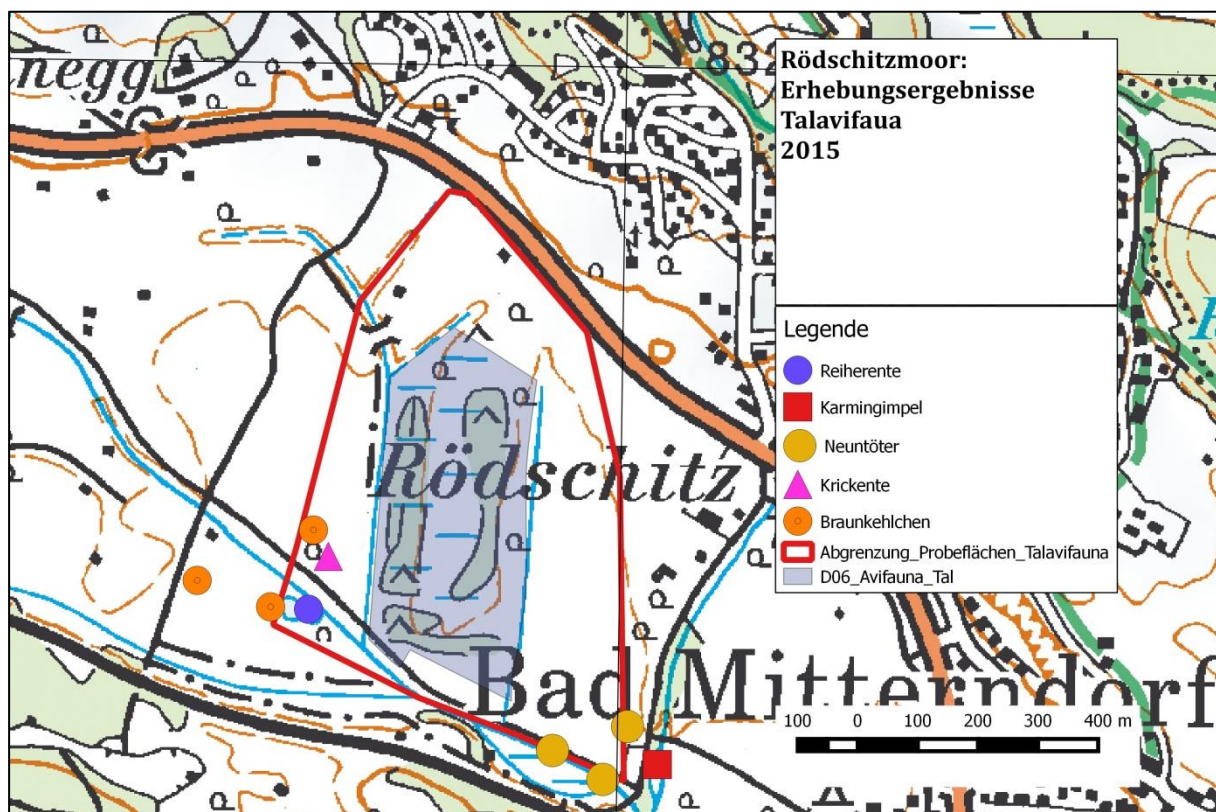 negg
832
Rödschitzmoor:
Erhebungsergebnisse
Talavifaua
2015
Legende
Reiherente
Karmingimpel
Neuntöter
Krickente
Braunkehlchen
Abgrenzung_Probeflächen_Talavifauna
D06_Avifauna_Tal
Rödschitz
Bad Mitterndorf
100 0 100 200 300 400 m